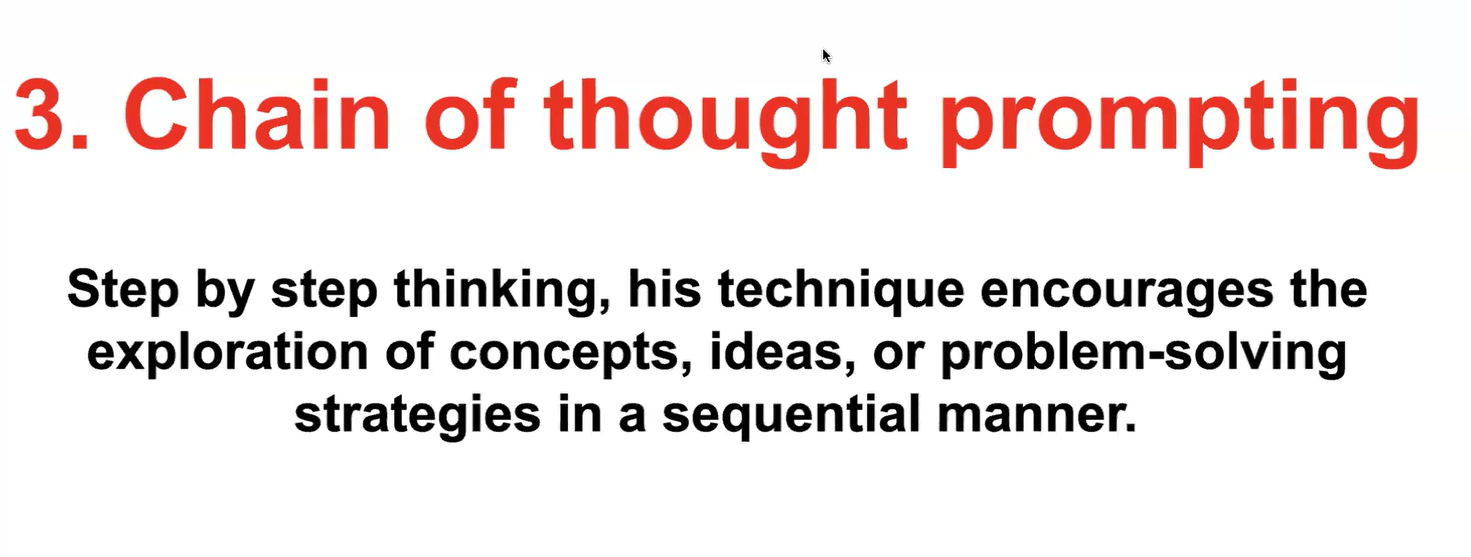 3. Chain of thought prompting
Step by step thinking, his technique encourages the
exploration of concepts, ideas, or problem-solving
strategies in a sequential manner.